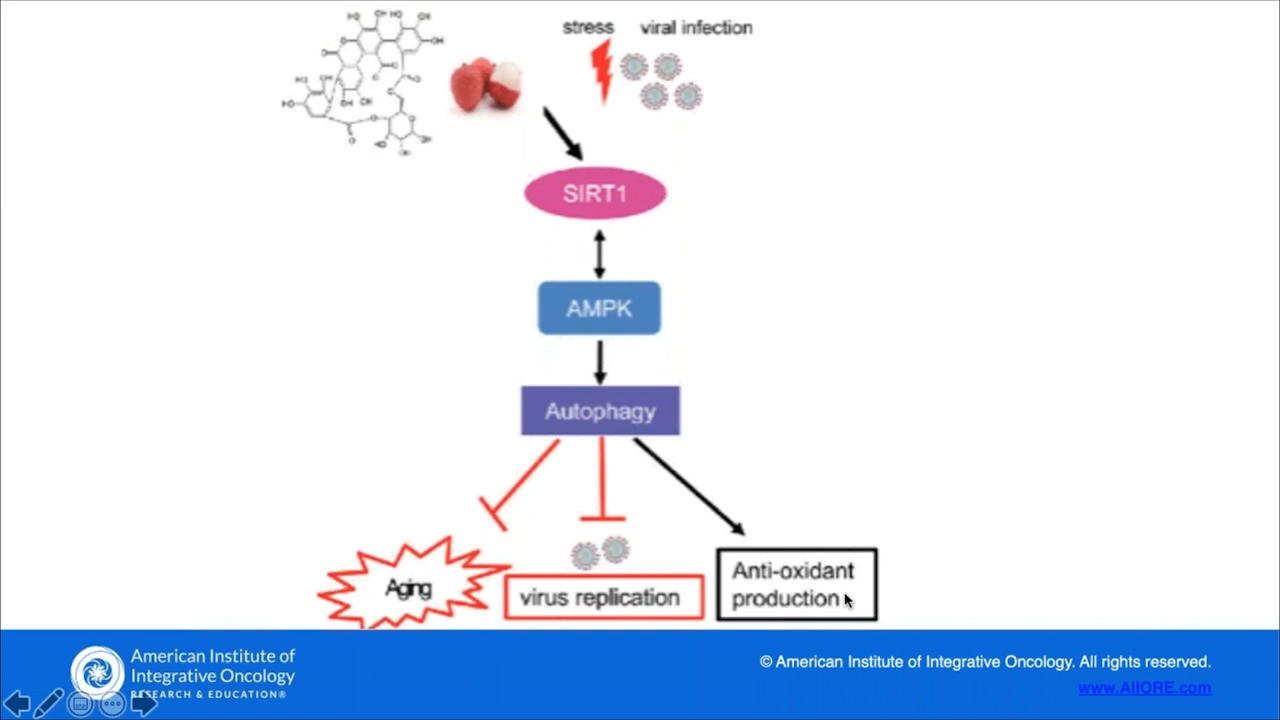 stress viral infection
SIRT1
AMPK
Autophagy
Aging
virus replication
Anti-oxidant
production
American Institute of
Integrative Oncology
RESEARCH & EDUCATION®
© American Institute of Integrative Oncology. All rights reserved.
www.AIIORE.com